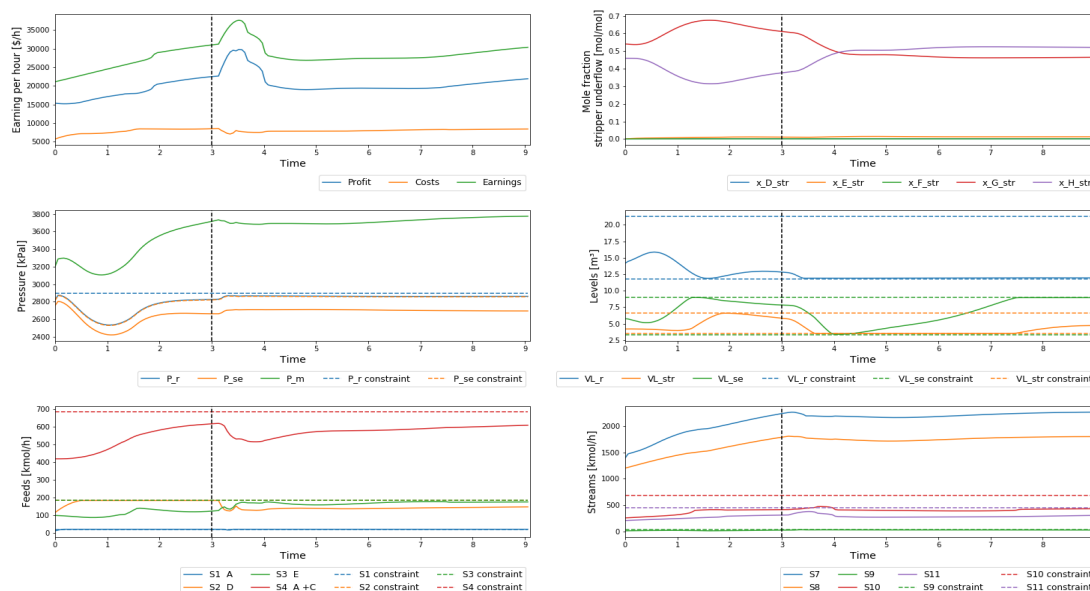 Earning per hour [$/h]
35000
30000
25000
20000
15000
10000
5000
0 1 2 3 4 5 6 7 8 9
Time
Profit Costs Earnings
Mole fraction
stripper underflow [mol/mol]
0.7
0.6
0.5
0.4
0.3
0.2
0.1
0.0
0 1 2 3 4 5 6 7 8
Time
x_D_str x_E_str x_F_str x_G_str x_H_str
Pressure [kPal]
3800
3600
3400
3200
3000
2800
2600
2400
0 1 2 3 4 5 6 7 8 9
Time
P_r P_se P_m P_r constraint P_se constraint
Levels [m³]
20.0
17.5
15.0
12.5
10.0
7.5
5.0
2.5
0 1 2 3 4 5 6 7 8
Time
VL_r VL_str VL_se VL_r constraint VL_se constraint VL_str constraint
Feeds [kmol/h]
700
600
500
400
300
200
100
0
0 1 2 3 4 5 6 7 8 9
Time
S1 A S3 E S1 constraint S3 constraint
S2 D S4 A +C S2 constraint S4 constraint
Streams [kmol/h]
2000
1500
1000
500
0
0 1 2 3 4 5 6 7 8
Time
S7 S9 S11 S10 constraint
S8 S10 S9 constraint S11 constraint